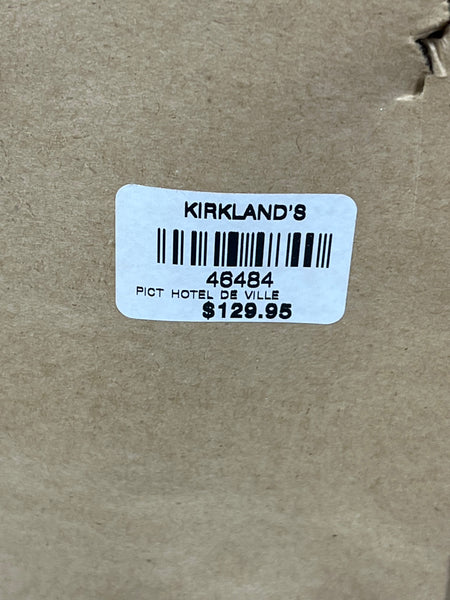 KIRKLAND'S
46484
PICT HOTEL DE VILLE
$129.95